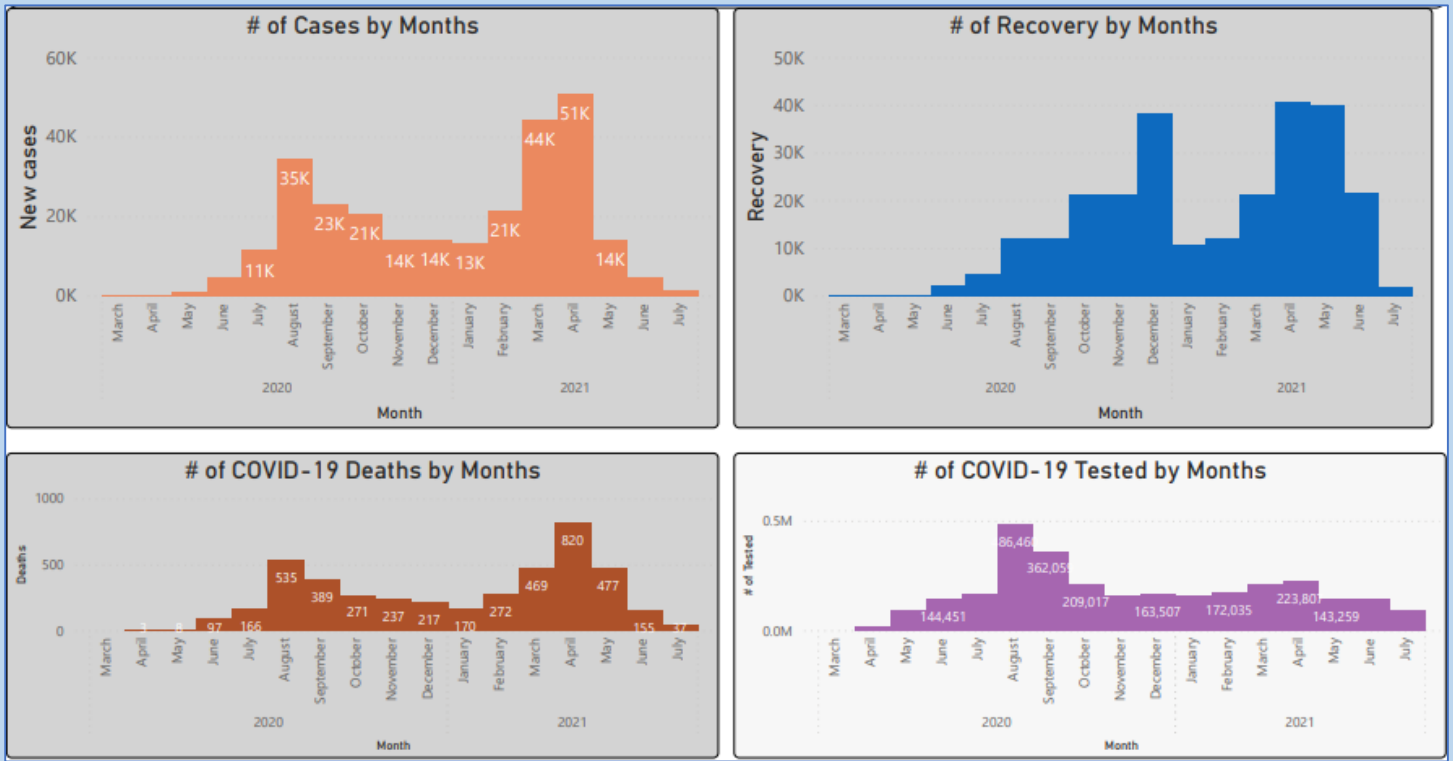 # of Cases by Months
New cases
60K
40K
20K
0K
11K
35K
23K
21K
14K
14K
13K
21K
44K
51K
14K
March April May June July August September October November December January February March April May June July
2020 2021
Month
# of Recovery by Months
Recovery
50K
40K
30K
20K
10K
0K
March April May June July August September October November December January February March April May June July
2020 2021
Month
# of COVID-19 Deaths by Months
Deaths
1000
500
0
3
8
97
166
535
389
271
237
217
170
272
469
820
477
155
37
March April May June July August September October November December January February March April May June July
2020 2021
Month
# of COVID-19 Tested by Months
# of Tested
0.5M
0.0M
144,451
86,46
362,059
209,017
163,507
172,035
223,801
143,259
March April May June July August September October November December January February March April May June July
2020 2021
Month